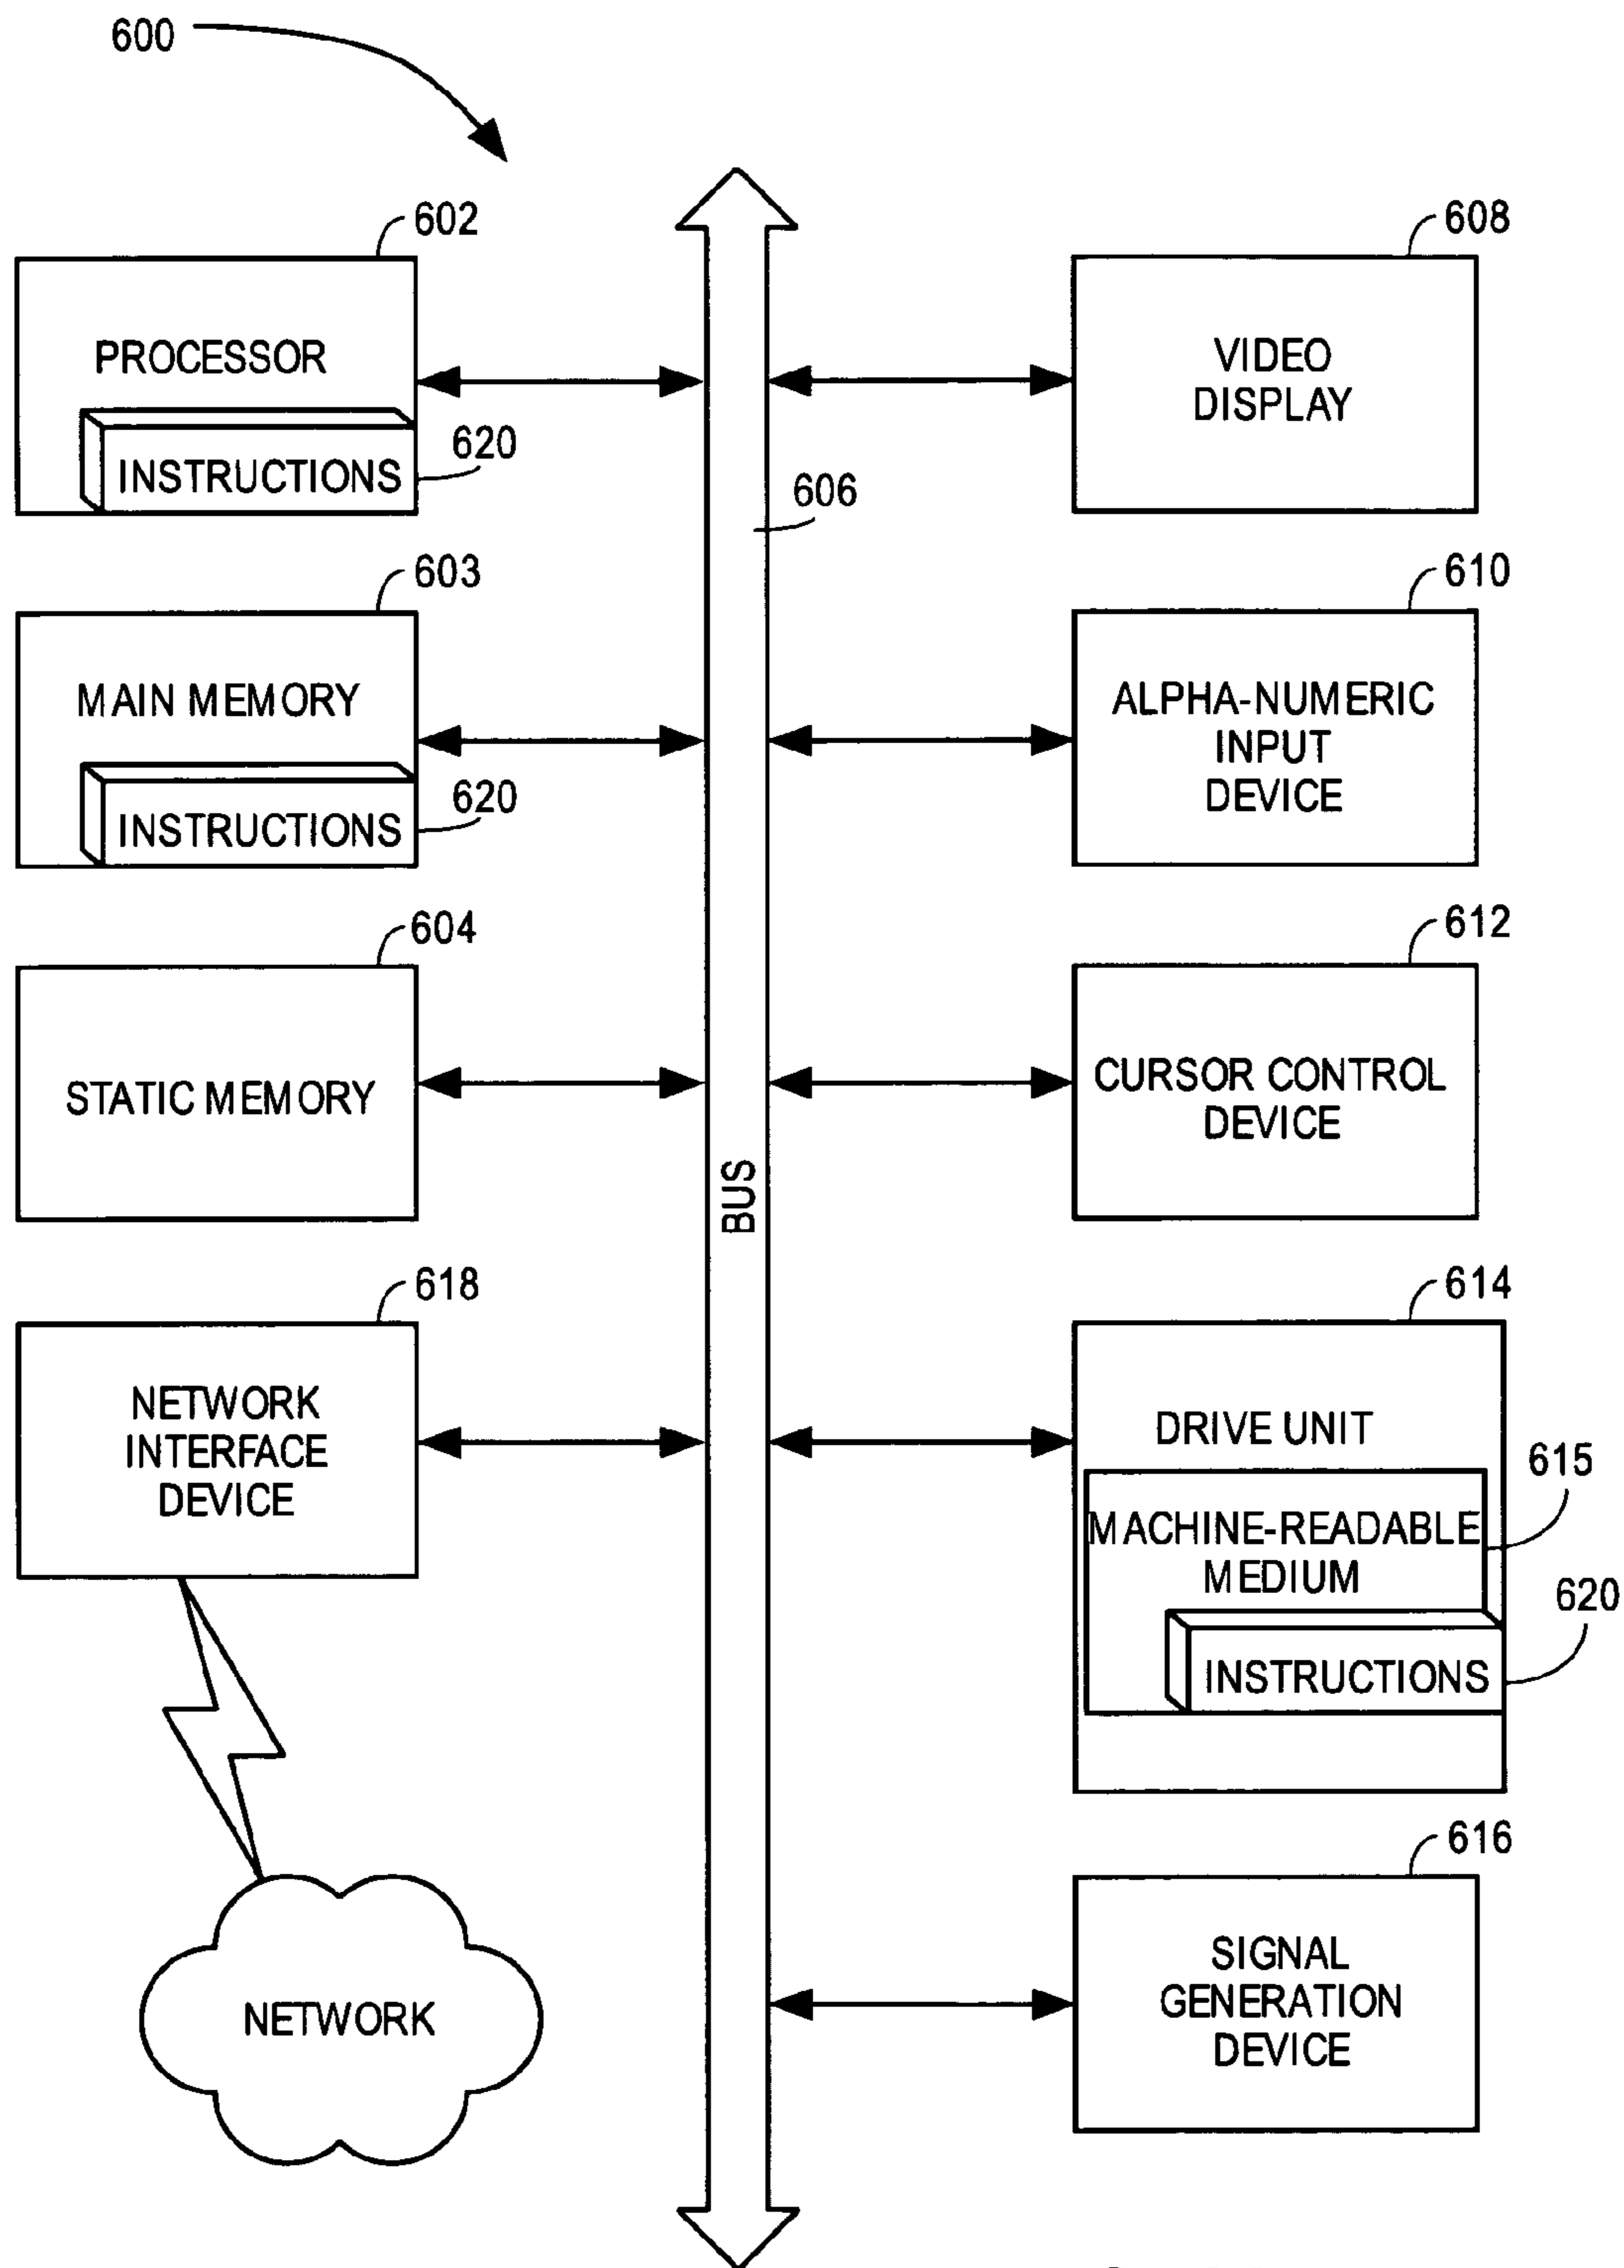 600
602
PROCESSOR
620
INSTRUCTIONS
603
MAIN MEMORY
620
INSTRUCTIONS
604
STATIC MEMORY
618
NETWORK
INTERFACE
DEVICE
NETWORK
606
BUS
608
VIDEO
DISPLAY
610
ALPHA-NUMERIC
INPUT
DEVICE
612
CURSOR CONTROL
DEVICE
614
DRIVE UNIT
615
MACHINE-READABLE
MEDIUM
620
INSTRUCTIONS
616
SIGNAL
GENERATION
DEVICE